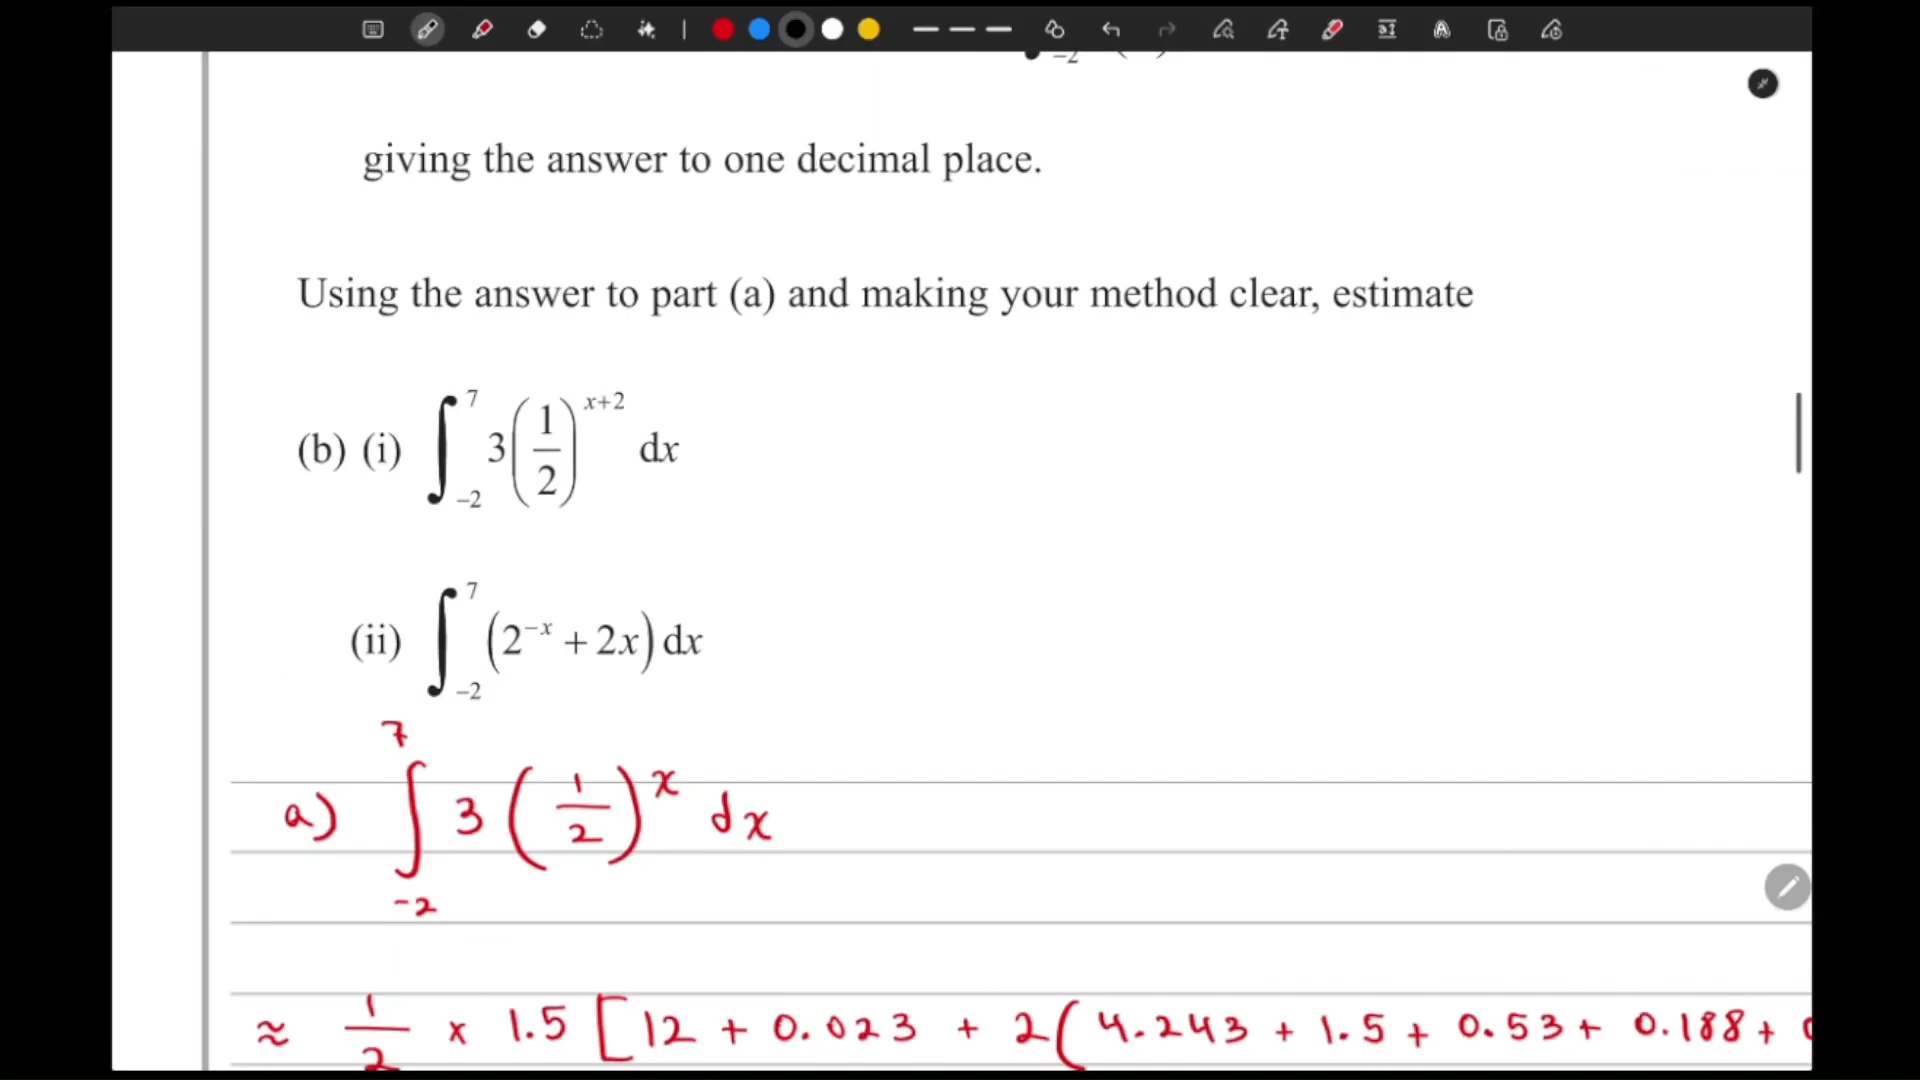 giving the answer to one decimal place.
Using the answer to part (a) and making your method clear, estimate
(b) (i) ∫_{-2}^{7} 3(1/2)^{x+2} dx
(ii) ∫_{-2}^{7} (2^{-x} + 2x) dx
a) ∫_{-2}^{7} 3(1/2)^x dx
≈ 1/2 × 1.5 [12 + 0.023 + 2(4.243 + 1.5 + 0.53 + 0.188 +